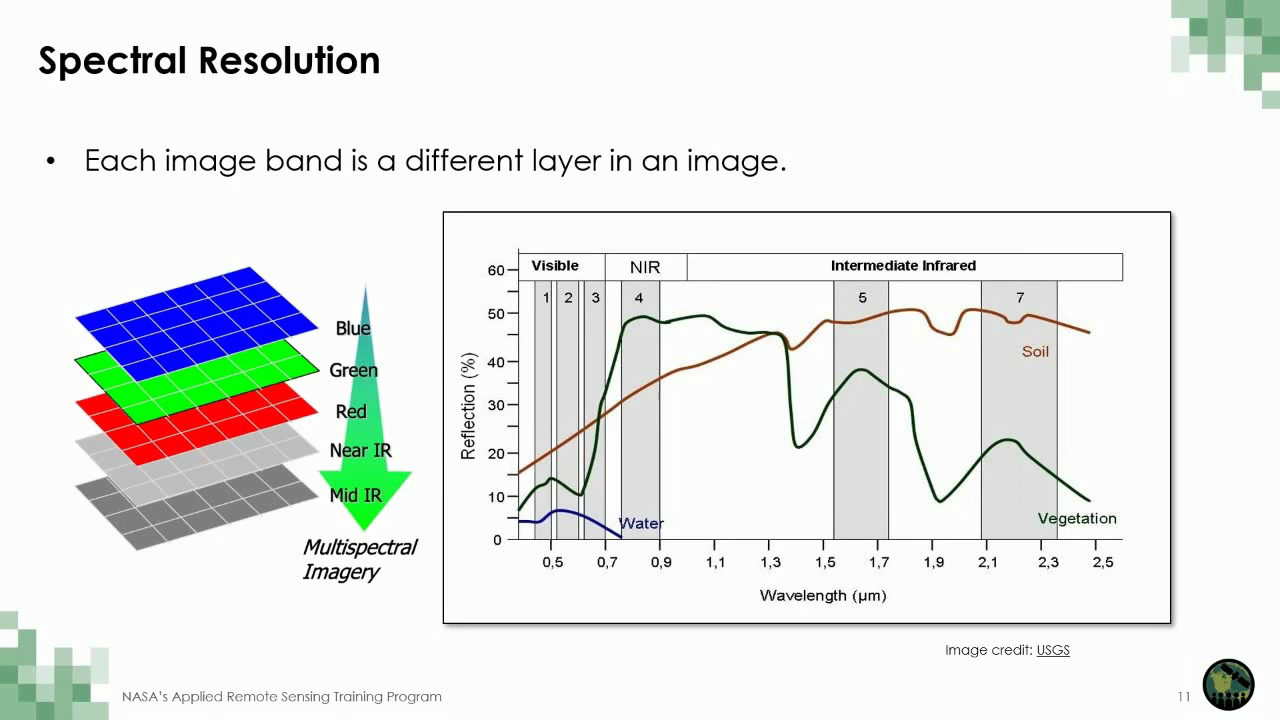 Spectral Resolution
• Each image band is a different layer in an image.
Blue
Green
Red
Near IR
Mid IR
Multispectral
Imagery
Visible NIR Intermediate Infrared
1 2 3 4 5 7
60
50
40
30
20
10
0
Reflection (%)
Soil
Water
Vegetation
0,5 0,7 0,9 1,1 1,3 1,5 1,7 1,9 2,1 2,3 2,5
Wavelength (µm)
Image credit: USGS
NASA's Applied Remote Sensing Training Program
11